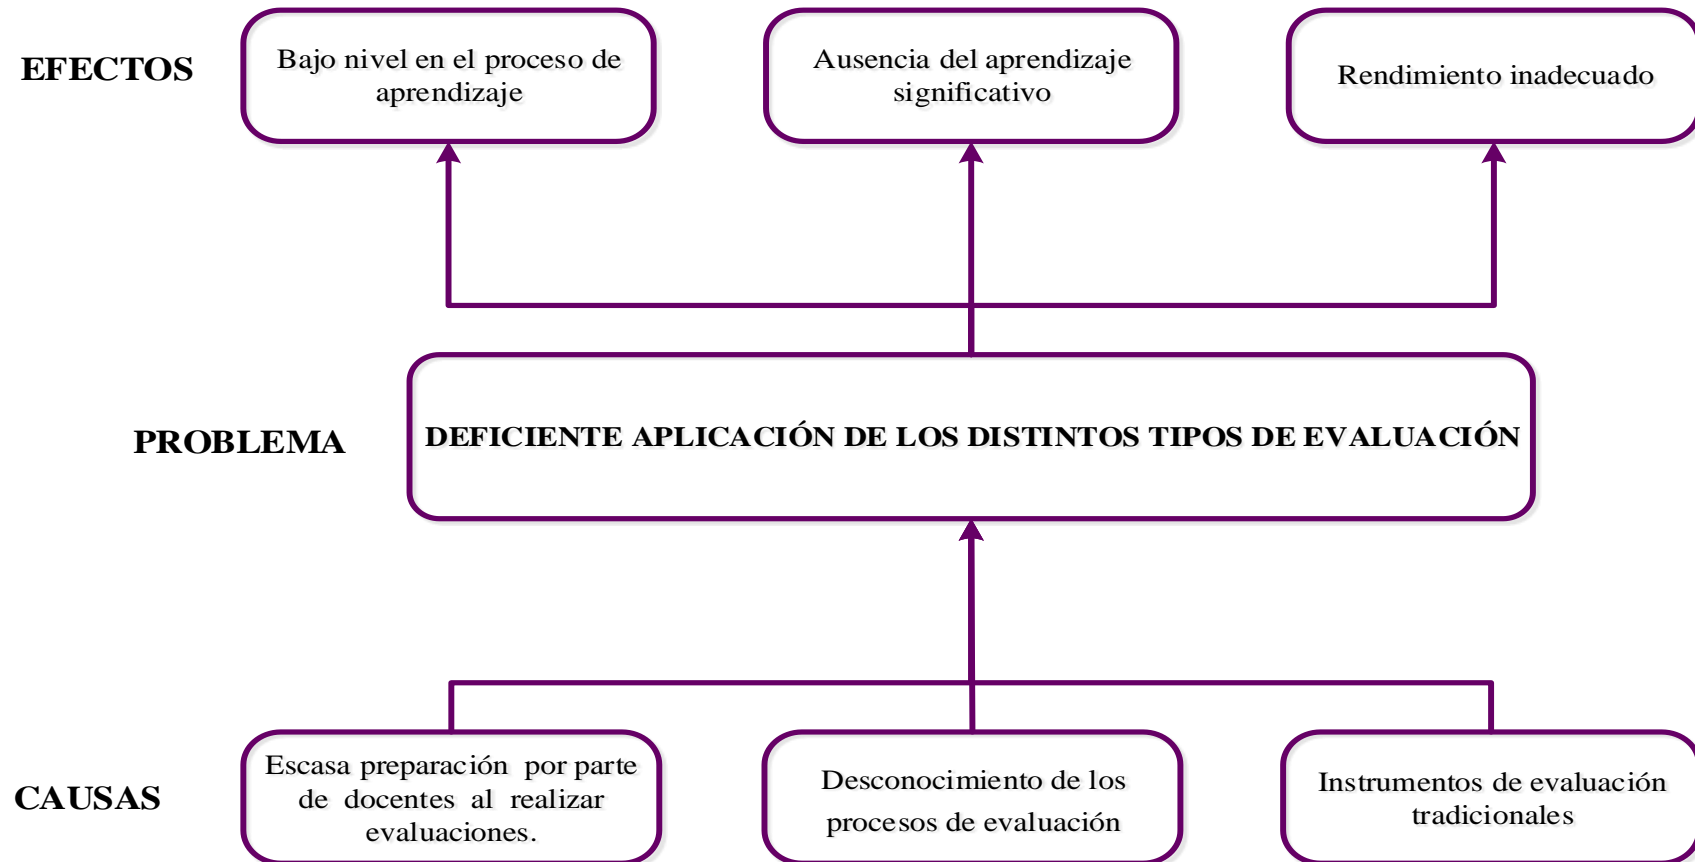 EFECTOS
Bajo nivel en el proceso de
aprendizaje
Ausencia del aprendizaje
significativo
Rendimiento inadecuado
PROBLEMA
DEFICIENTE APLICACIÓN DE LOS DISTINTOS TIPOS DE EVALUACIÓN
CAUSAS
Escasa preparación por parte
de docentes al realizar
evaluaciones.
Desconocimiento de los
procesos de evaluación
Instrumentos de evaluación
tradicionales